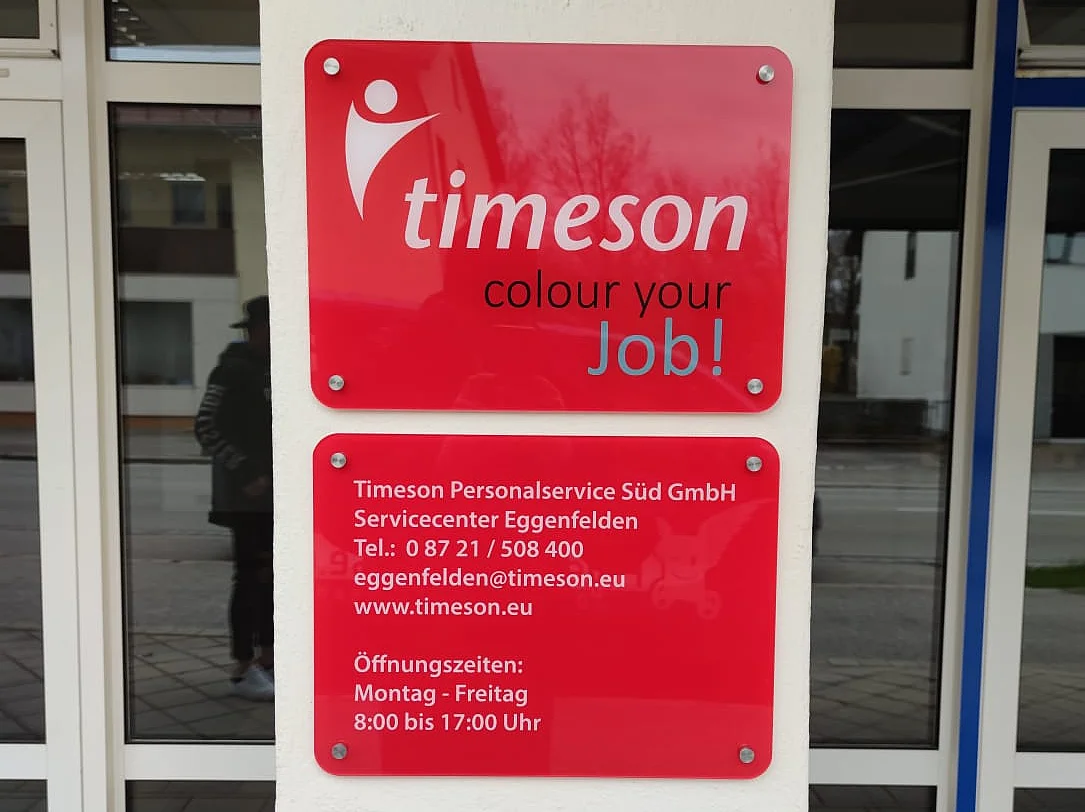 timeson
colour your
Job!
Timeson Personalservice Süd GmbH
Servicecenter Eggenfelden
Tel.: 0 87 21 / 508 400
eggenfelden@timeson.eu
www.timeson.eu
Öffnungszeiten:
Montag - Freitag
8:00 bis 17:00 Uhr